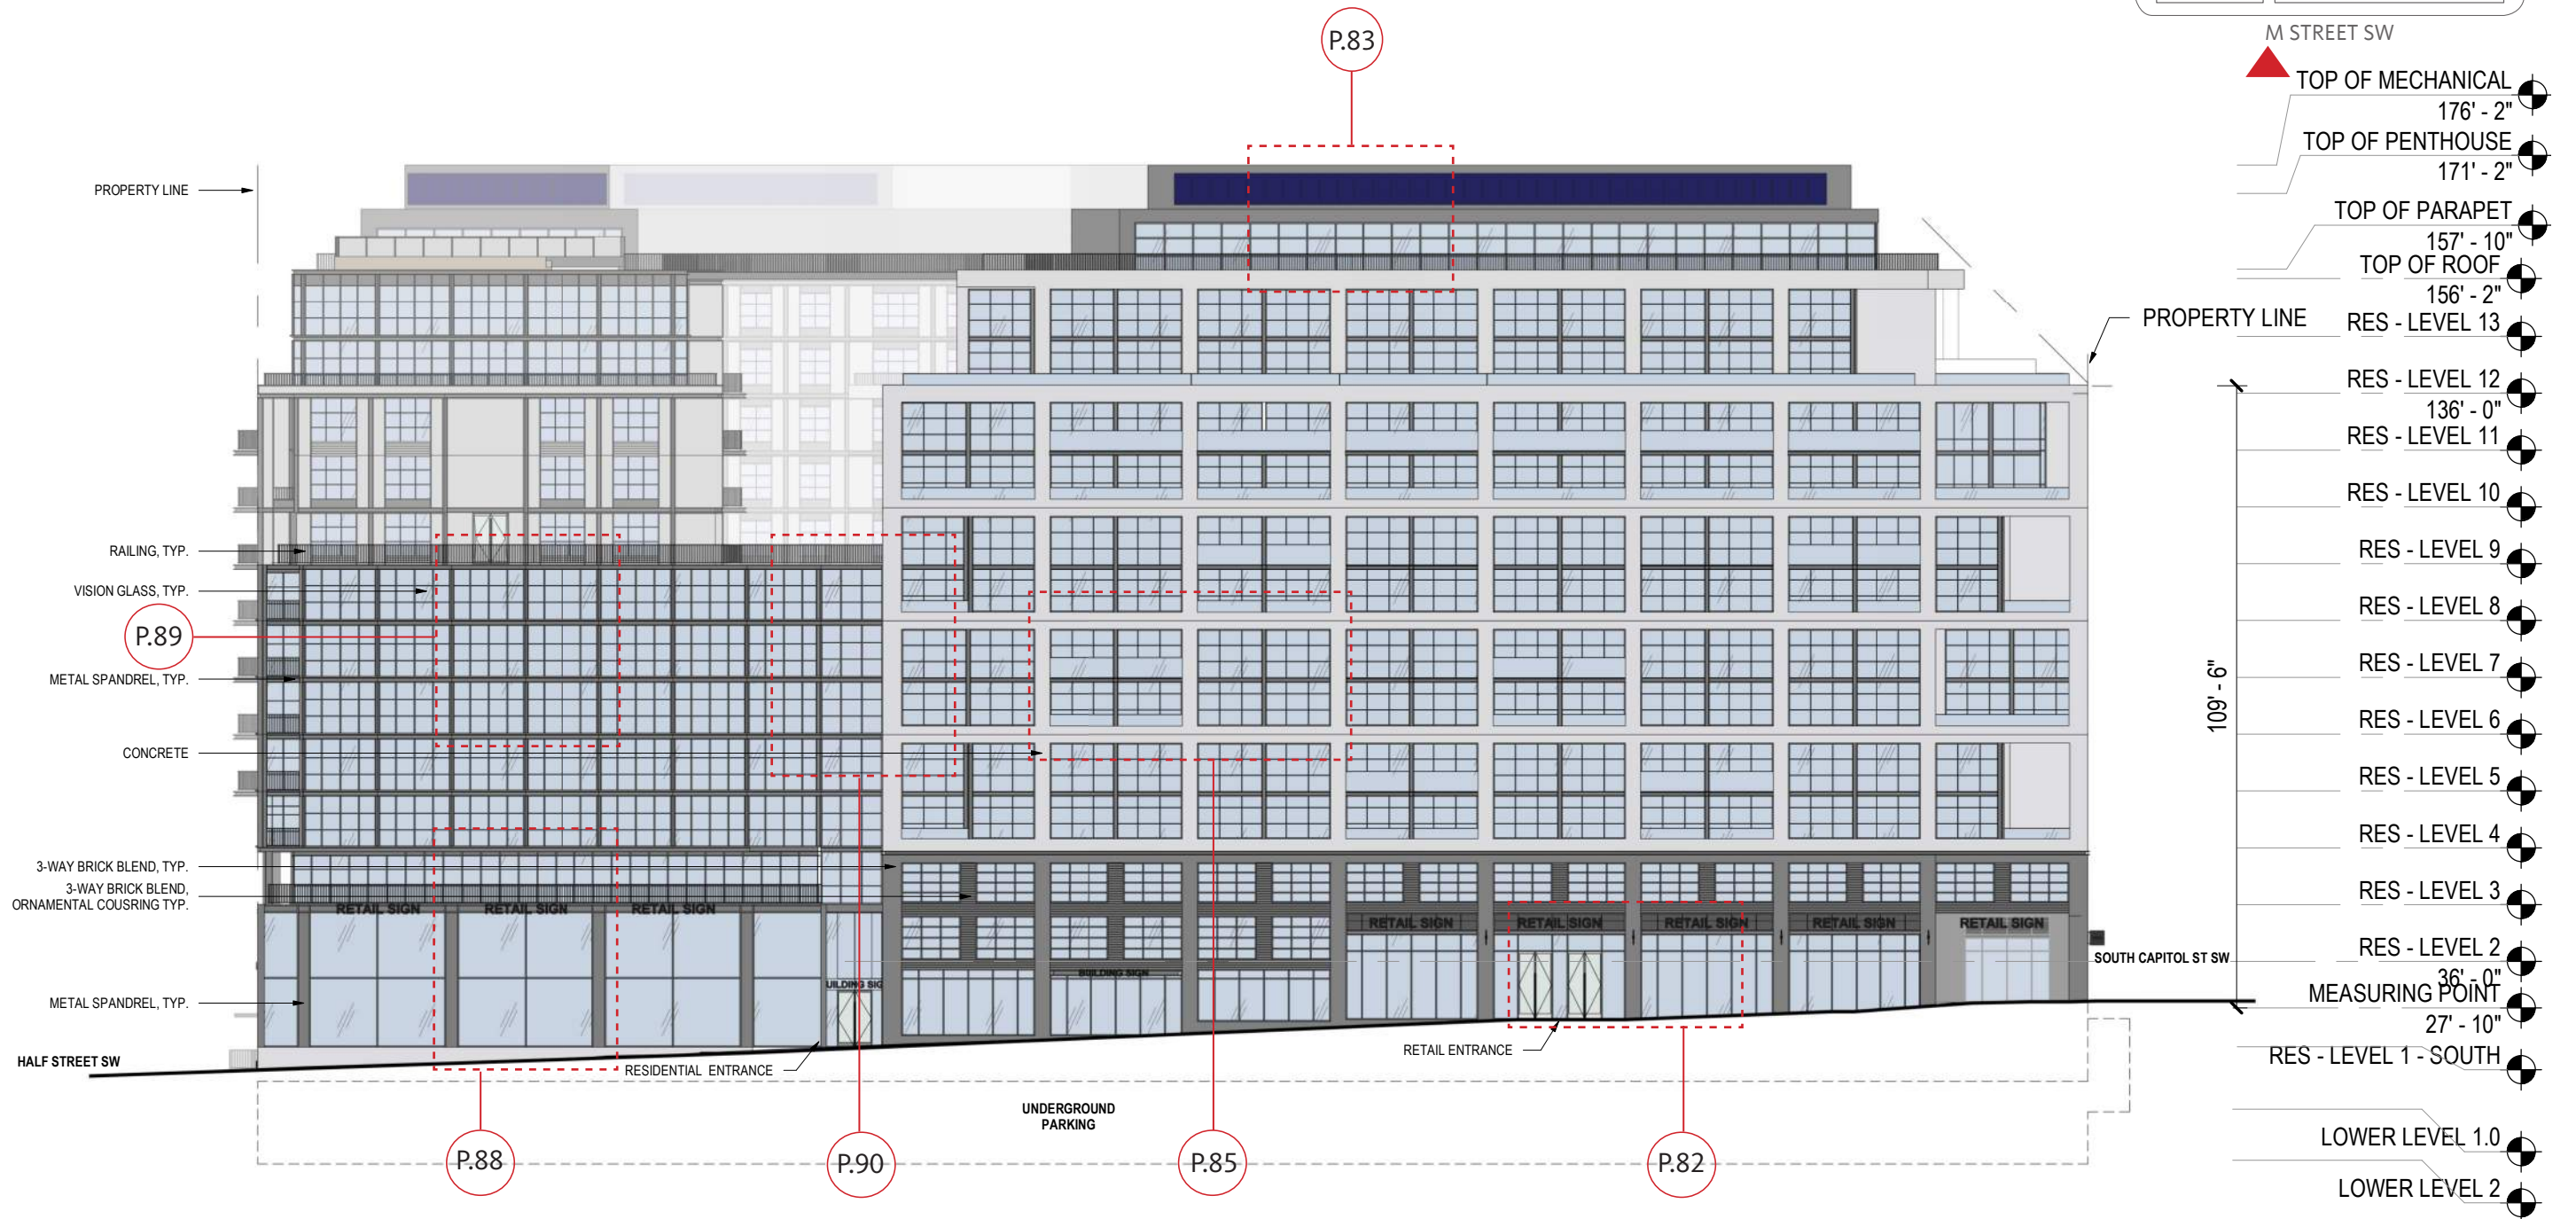 P.83
M STREET SW
TOP OF MECHANICAL
176' - 2"
TOP OF PENTHOUSE
171' - 2"
TOP OF PARAPET
157' - 10"
TOP OF ROOF
156' - 2"
RES - LEVEL 13
RES - LEVEL 12
136' - 0"
RES - LEVEL 11
RES - LEVEL 10
RES - LEVEL 9
RES - LEVEL 8
RES - LEVEL 7
RES - LEVEL 6
RES - LEVEL 5
RES - LEVEL 4
RES - LEVEL 3
RES - LEVEL 2
36' - 0"
MEASURING POINT
27' - 10"
RES - LEVEL 1 - SOUTH
LOWER LEVEL 1.0
LOWER LEVEL 2
PROPERTY LINE
109' - 6"
SOUTH CAPITOL ST SW
PROPERTY LINE
RAILING, TYP.
VISION GLASS, TYP.
P.89
METAL SPANDREL, TYP.
CONCRETE
3-WAY BRICK BLEND, TYP.
3-WAY BRICK BLEND,
ORNAMENTAL COUSRING TYP.
METAL SPANDREL, TYP.
HALF STREET SW
RETAIL SIGN
RETAIL SIGN
RETAIL SIGN
UILDING SIG
BUILDING SIGN
RETAIL SIGN
RETAIL SIGN
RETAIL SIGN
RETAIL SIGN
RETAIL SIGN
RESIDENTIAL ENTRANCE
RETAIL ENTRANCE
UNDERGROUND
PARKING
P.88
P.90
P.85
P.82